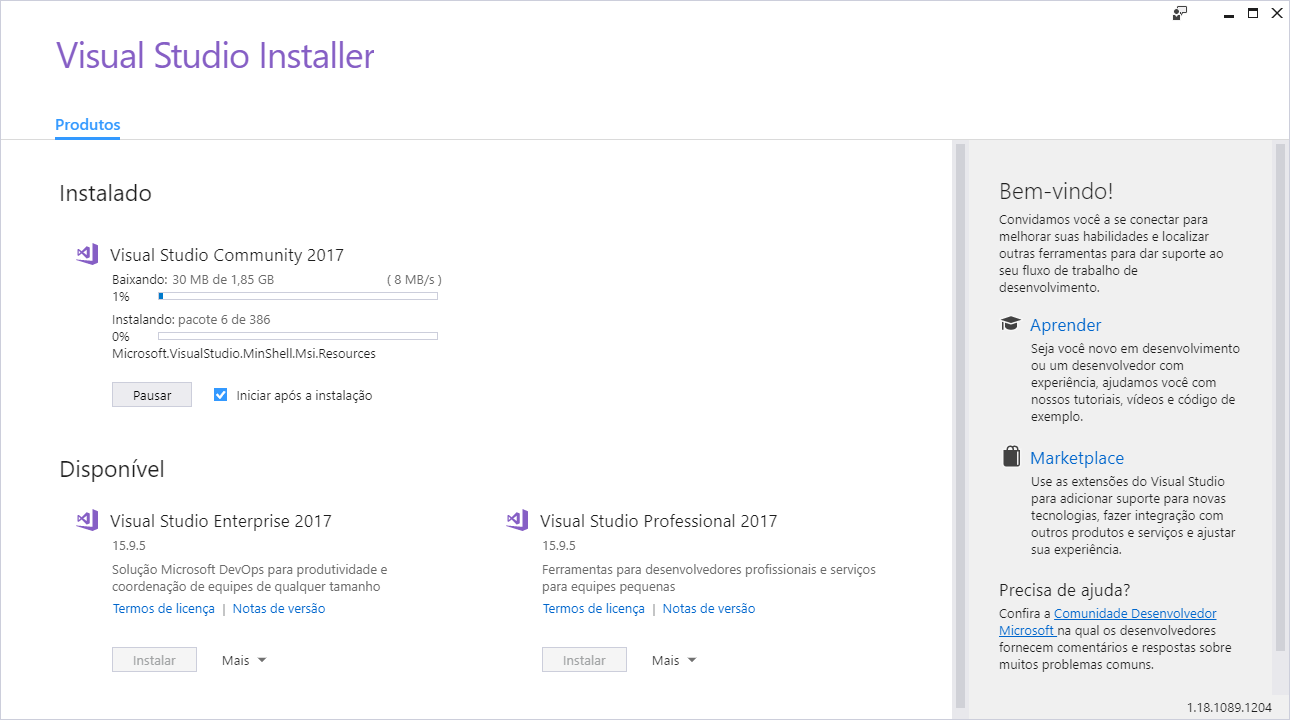 Visual Studio Installer
Produtos
Instalado
Visual Studio Community 2017
Baixando: 30 MB de 1,85 GB ( 8 MB/s )
1%
Instalando: pacote 6 de 386
0%
Microsoft.VisualStudio.MinShell.Msi.Resources
Pausar
Iniciar após a instalação
Disponível
Visual Studio Enterprise 2017
15.9.5
Solução Microsoft DevOps para produtividade e
coordenação de equipes de qualquer tamanho
Termos de licença | Notas de versão
Instalar
Mais
Visual Studio Professional 2017
15.9.5
Ferramentas para desenvolvedores profissionais e serviços
para equipes pequenas
Termos de licença | Notas de versão
Instalar
Mais
Bem-vindo!
Convidamos você a se conectar para
melhorar suas habilidades e localizar
outras ferramentas para dar suporte ao
seu fluxo de trabalho de
desenvolvimento.
Aprender
Seja você novo em desenvolvimento
ou um desenvolvedor com
experiência, ajudamos você com
nossos tutoriais, vídeos e código de
exemplo.
Marketplace
Use as extensões do Visual Studio
para adicionar suporte para novas
tecnologias, fazer integração com
outros produtos e serviços e ajustar
sua experiência.
Precisa de ajuda?
Confira a Comunidade Desenvolvedor
Microsoft na qual os desenvolvedores
fornecem comentários e respostas sobre
muitos problemas comuns.
1.18.1089.1204